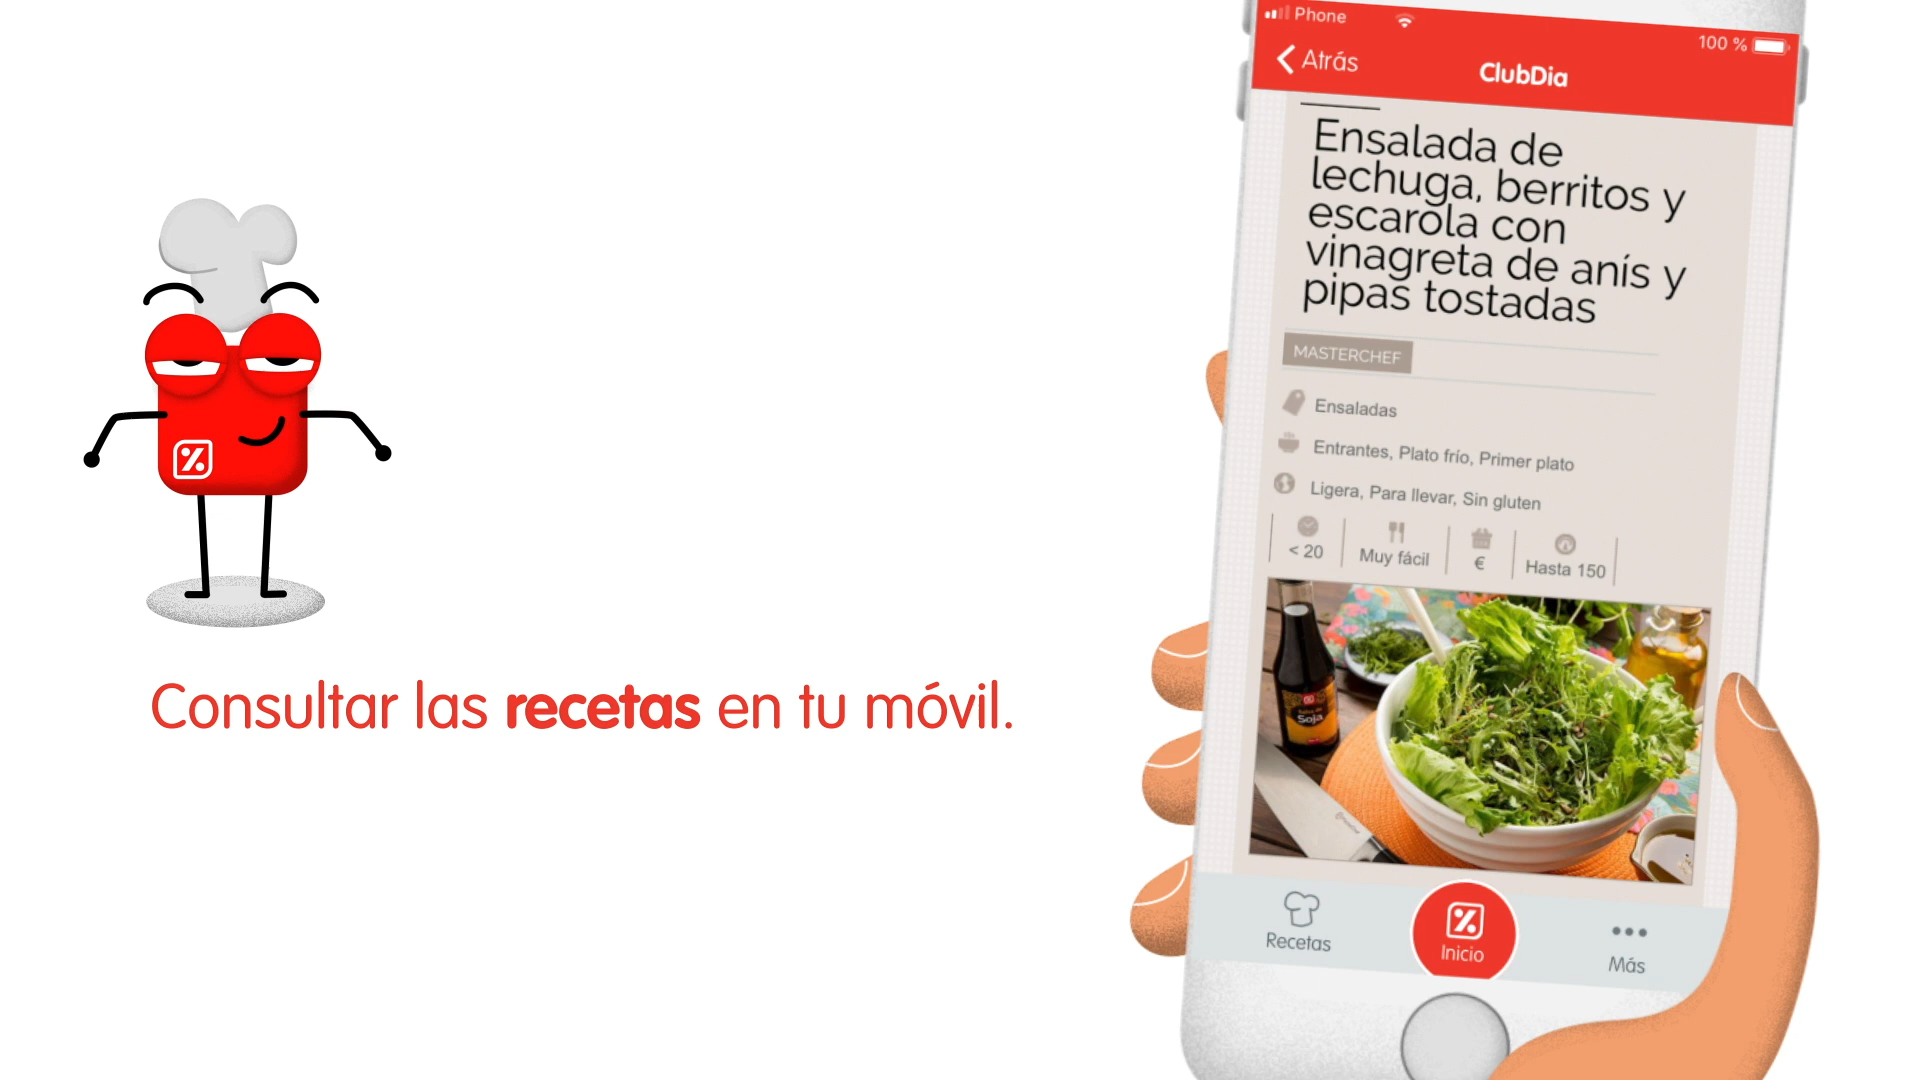 Phone
100 %
Atrás
ClubDia
Ensalada de
lechuga, berritos y
escarola con
vinagreta de anís y
pipas tostadas
MASTERCHEF
Ensaladas
Entrantes, Plato frío, Primer plato
Ligera, Para llevar, Sin gluten
< 20
Muy fácil
€
Hasta 150
Soja
Consultar las recetas en tu móvil.
Recetas
Inicio
Más